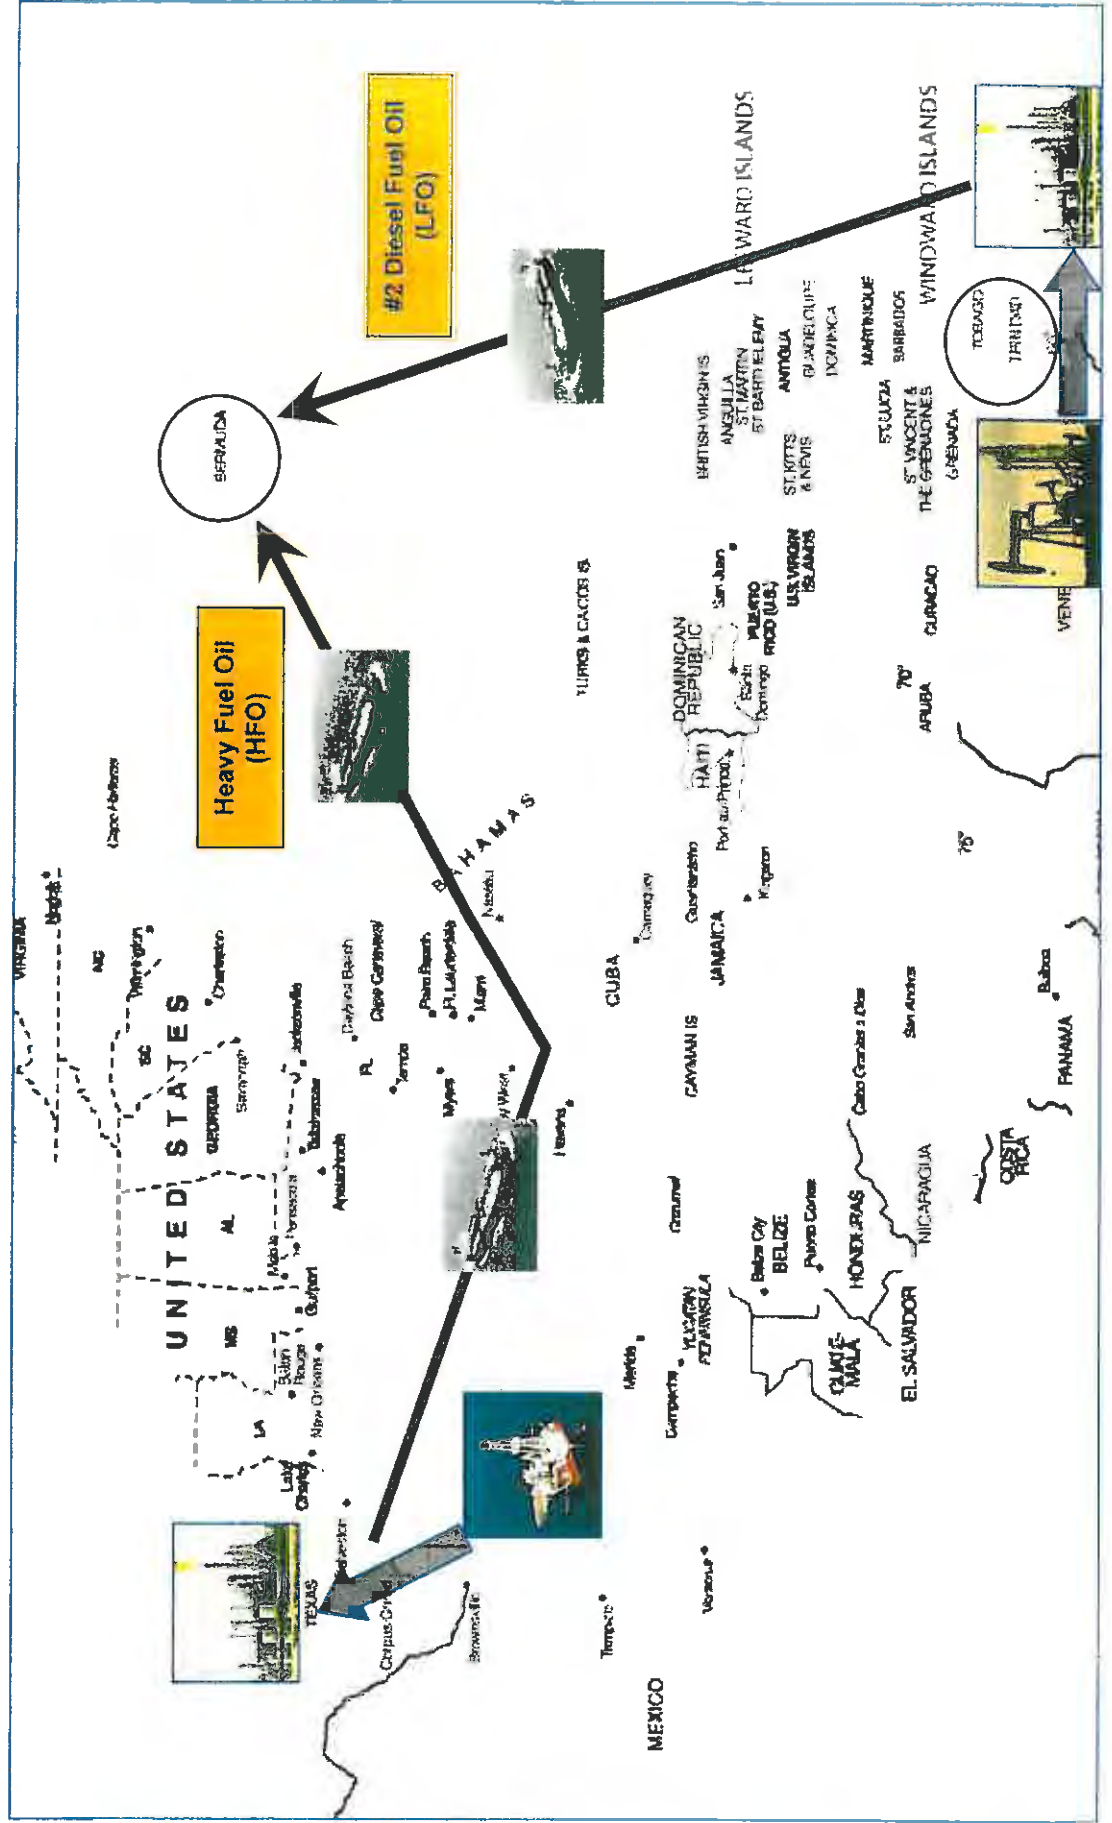 VIRGINIA
Norfolk
NC
Cape Hatteras
Wilmington
SC
UNITED STATES
Charleston
GEORGIA
Savannah
AL
MS
LA
Mobile
Pensacola
Tallahassee
Jacksonville
Baton
Rouge
Gulfport
Apalachicola
Lake
Charles
New Orleans
Daytona Beach
FL
Cape Canaveral
Tampa
TEXAS
Galveston
Corpus Christi
Palm Beach
Ft. Lauderdale
Myers
Miami
Nassau
BAHAMAS
West
Brownsville
Havana
BERMUDA
Heavy Fuel Oil
(HFO)
#2 Diesel Fuel Oil
(LFO)
TURKS & CAICOS IS.
CUBA
Camaguey
Tampico
Merida
MEXICO
Campeche
Cozumel
YUCATAN
PENINSULA
Veracruz
CAYMAN IS
Guantanamo
JAMAICA
Kingston
HAITI
Port-au-Prince
DOMINICAN
REPUBLIC
Santo
Domingo
San Juan
PUERTO
RICO (U.S.)
U.S. VIRGIN
ISLANDS
BRITISH VIRGIN IS
ANGUILLA
ST. MARTIN
ST. BARTHELEMY
LEEWARD ISLANDS
ST. KITTS
& NEVIS
ANTIGUA
GUADELOUPE
DOMINICA
MARTINIQUE
ST. LUCIA
BARBADOS
ST. VINCENT &
THE GRENADINES
WINDWARD ISLANDS
GRENADA
TOBAGO
TRINIDAD
Belize City
BELIZE
Puerto Cortes
GUATE-
MALA
HONDURAS
Cabo Gracias a Dios
EL SALVADOR
NICARAGUA
San Andres
COSTA
RICA
PANAMA
Balboa
75°
70°
ARUBA
CURACAO
VENE